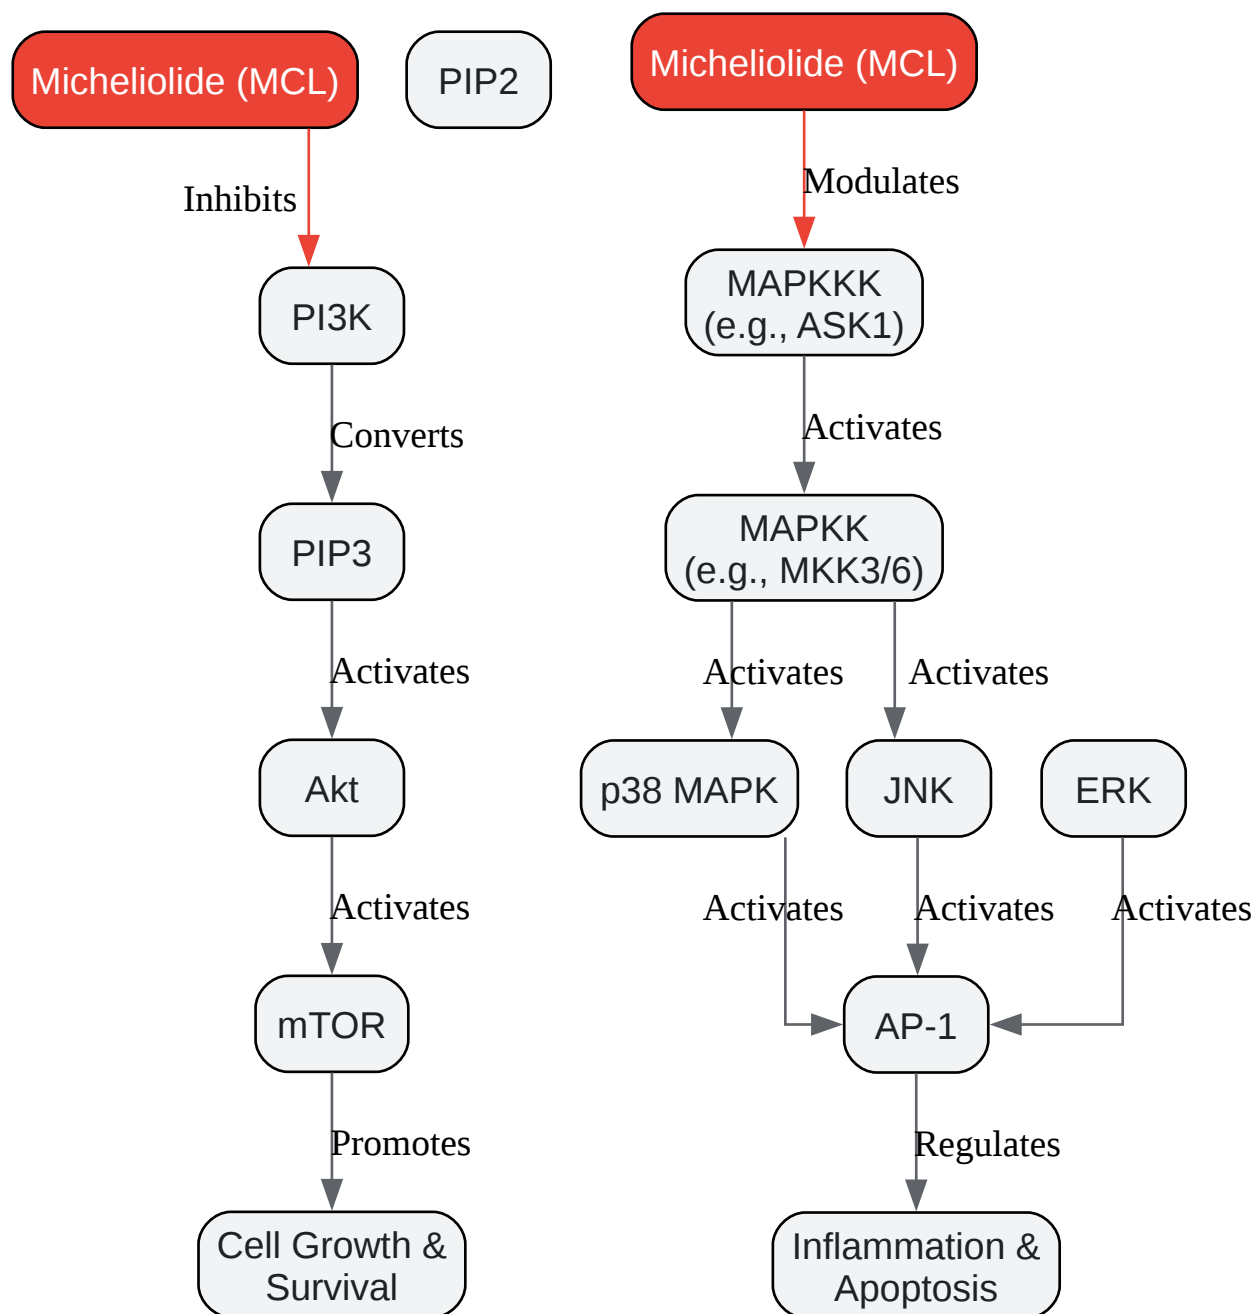 Micheliolide (MCL)
PIP2
Inhibits
PI3K
Converts
PIP3
Activates
Akt
Activates
mTOR
Promotes
Cell Growth &
Survival
Micheliolide (MCL)
Modulates
MAPKKK
(e.g., ASK1)
Activates
MAPKK
(e.g., MKK3/6)
Activates
Activates
p38 MAPK
JNK
ERK
Activates
Activates
Activates
AP-1
Regulates
Inflammation &
Apoptosis